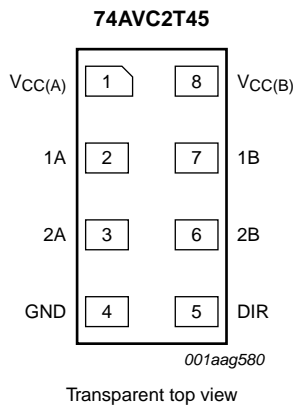 74AVC2T45
VCC(A) 1 8 VCC(B)
1A 2 7 1B
2A 3 6 2B
GND 4 5 DIR
001aag580
Transparent top view